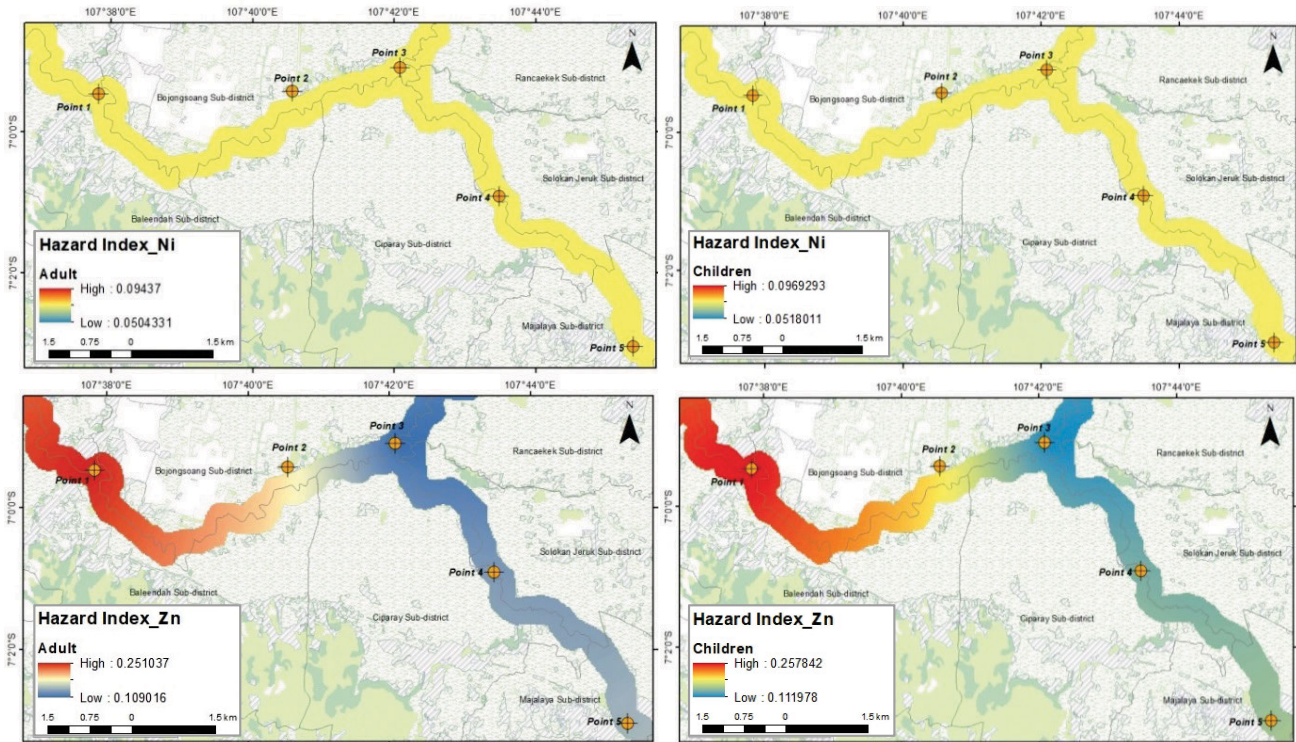 107°38'0"E 107°40'0"E 107°42'0"E 107°44'0"E
7°0'0"S
7°2'0"S
N
Point 1
Point 2
Point 3
Point 4
Point 5
Bojongsoang Sub-district
Rancaekek Sub-district
Solokan Jeruk Sub-district
Baleendah Sub-district
Ciparay Sub-district
Majalaya Sub-district
Hazard Index_Ni
Adult
High : 0.09437
Low : 0.0504331
1.5 0.75 0 1.5 km
107°38'0"E 107°40'0"E 107°42'0"E 107°44'0"E
7°0'0"S
7°2'0"S
N
Point 1
Point 2
Point 3
Point 4
Point 5
Bojongsoang Sub-district
Rancaekek Sub-district
Solokan Jeruk Sub-district
Baleendah Sub-district
Ciparay Sub-district
Majalaya Sub-district
Hazard Index_Ni
Children
High : 0.0969293
Low : 0.0518011
1.5 0.75 0 1.5 km
107°38'0"E 107°40'0"E 107°42'0"E 107°44'0"E
7°0'0"S
7°2'0"S
N
Point 1
Point 2
Point 3
Point 4
Point 5
Bojongsoang Sub-district
Rancaekek Sub-district
Solokan Jeruk Sub-district
Baleendah Sub-district
Ciparay Sub-district
Majalaya Sub-district
Hazard Index_Zn
Adult
High : 0.251037
Low : 0.109016
1.5 0.75 0 1.5 km
107°38'0"E 107°40'0"E 107°42'0"E 107°44'0"E
7°0'0"S
7°2'0"S
N
Point 1
Point 2
Point 3
Point 4
Point 5
Bojongsoang Sub-district
Rancaekek Sub-district
Solokan Jeruk Sub-district
Baleendah Sub-district
Ciparay Sub-district
Majalaya Sub-district
Hazard Index_Zn
Children
High : 0.257842
Low : 0.111978
1.5 0.75 0 1.5 km